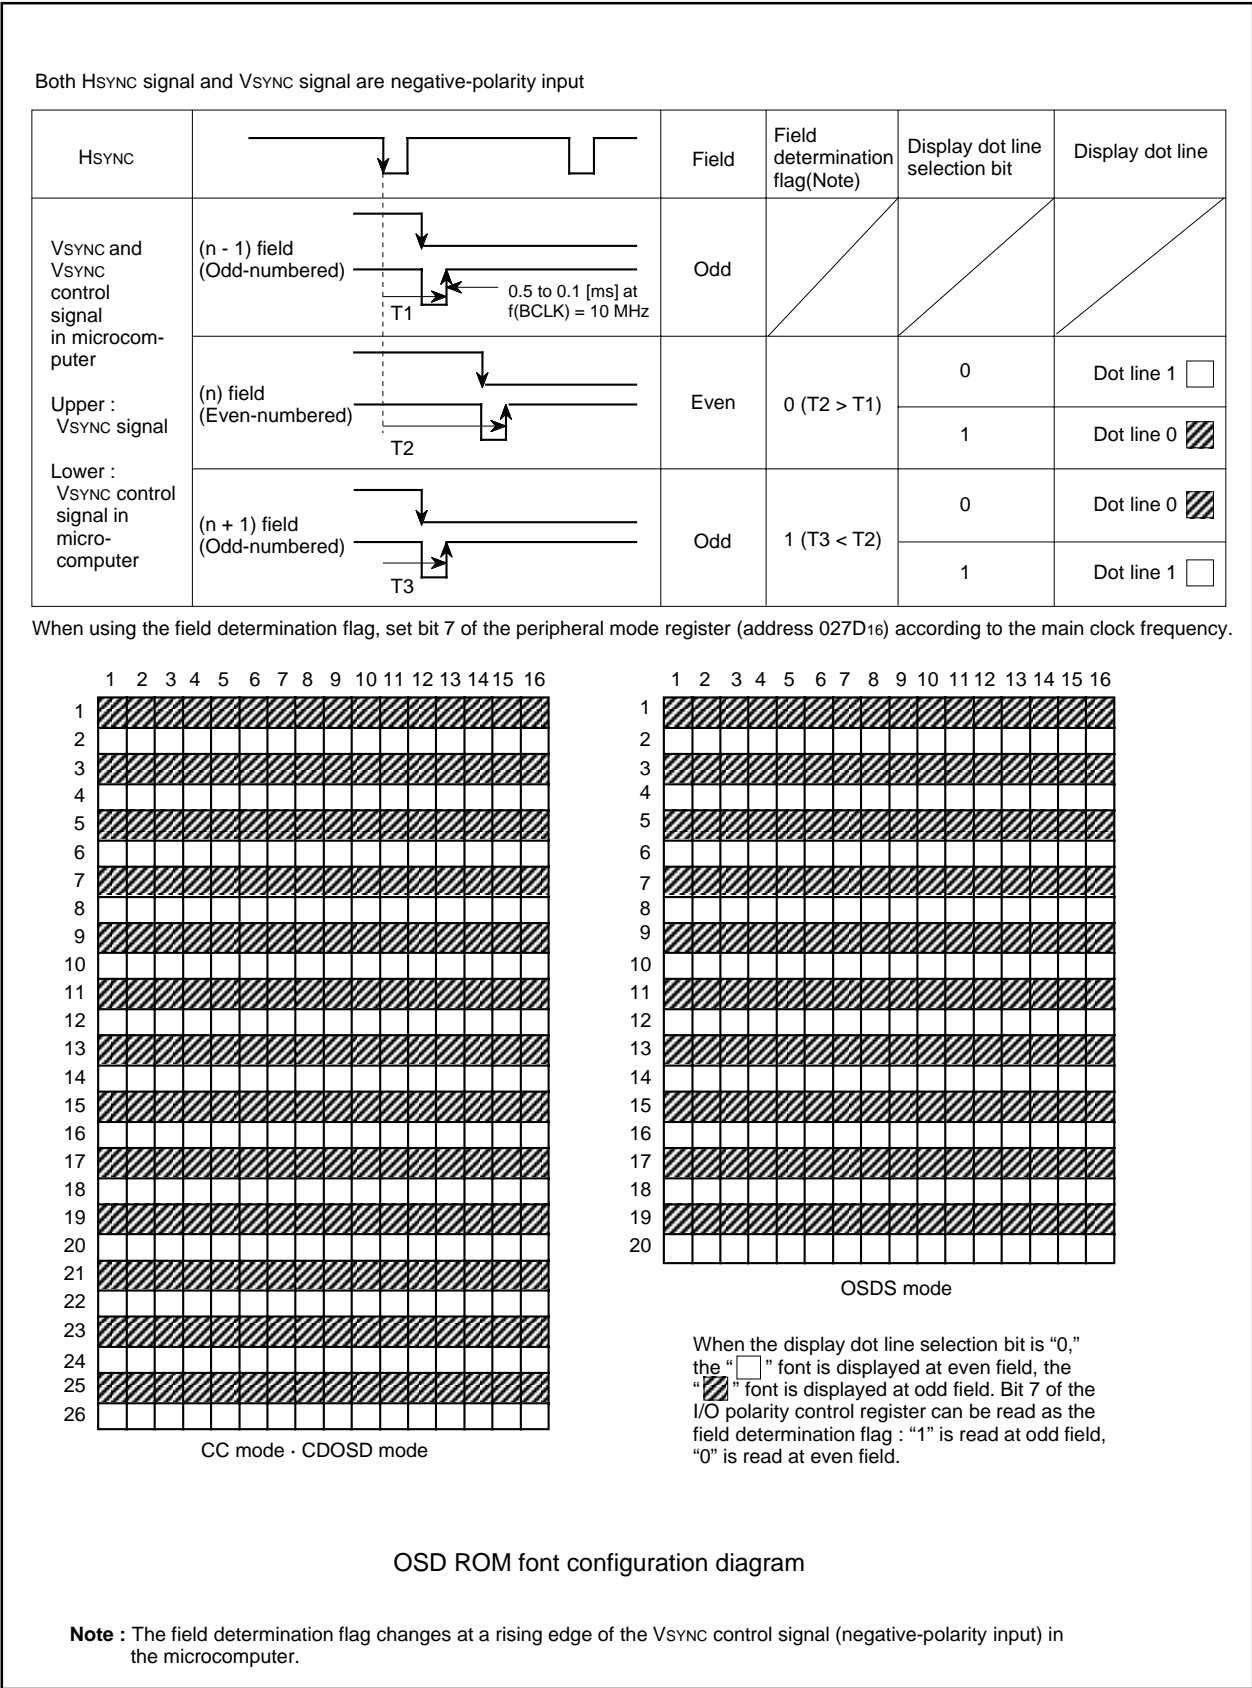 Both HSYNC signal and VSYNC signal are negative-polarity input
HSYNC
Field
Field
determination
flag(Note)
Display dot line
selection bit
Display dot line
VSYNC and
VSYNC
control
signal
in microcom-
puter
Upper :
VSYNC signal
Lower :
VSYNC control
signal in
micro-
computer
(n - 1) field
(Odd-numbered)
T1
0.5 to 0.1 [ms] at
f(BCLK) = 10 MHz
Odd
(n) field
(Even-numbered)
T2
Even
0 (T2 > T1)
0
Dot line 1
1
Dot line 0
(n + 1) field
(Odd-numbered)
T3
Odd
1 (T3 < T2)
0
Dot line 0
1
Dot line 1
When using the field determination flag, set bit 7 of the peripheral mode register (address 027D16) according to the main clock frequency.
1 2 3 4 5 6 7 8 9 10 11 12 13 14 15 16
1
2
3
4
5
6
7
8
9
10
11
12
13
14
15
16
17
18
19
20
21
22
23
24
25
26
CC mode · CDOSD mode
1 2 3 4 5 6 7 8 9 10 11 12 13 14 15 16
1
2
3
4
5
6
7
8
9
10
11
12
13
14
15
16
17
18
19
20
OSDS mode
When the display dot line selection bit is “0,”
the “ ” font is displayed at even field, the
“ ” font is displayed at odd field. Bit 7 of the
I/O polarity control register can be read as the
field determination flag : “1” is read at odd field,
“0” is read at even field.
OSD ROM font configuration diagram
Note : The field determination flag changes at a rising edge of the VSYNC control signal (negative-polarity input) in
the microcomputer.